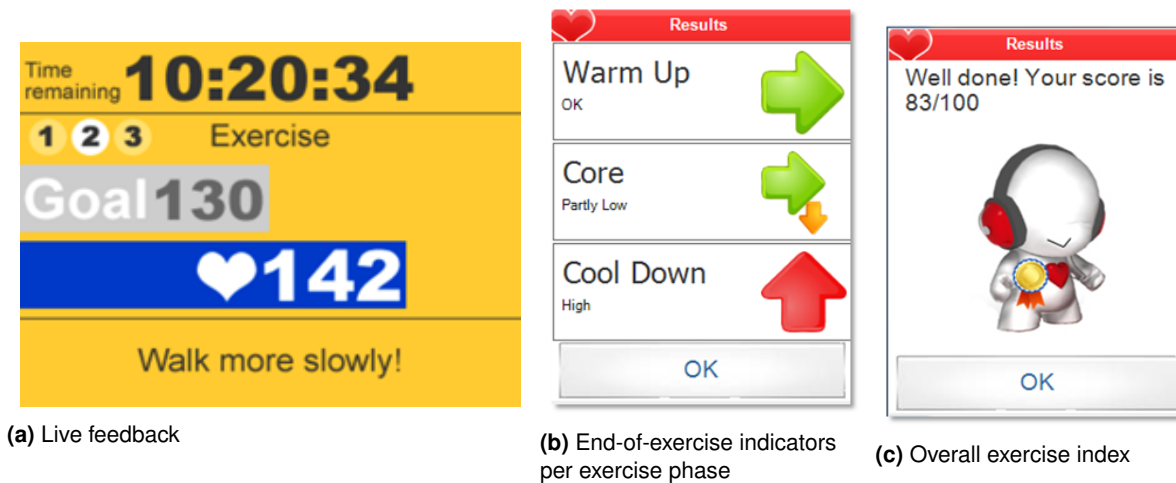 Time
remaining 10:20:34
1 2 3 Exercise
Goal 130
142
Walk more slowly!
(a) Live feedback
Results
Warm Up
OK
Core
Partly Low
Cool Down
High
OK
(b) End-of-exercise indicators
per exercise phase
Results
Well done! Your score is
83/100
OK
(c) Overall exercise index